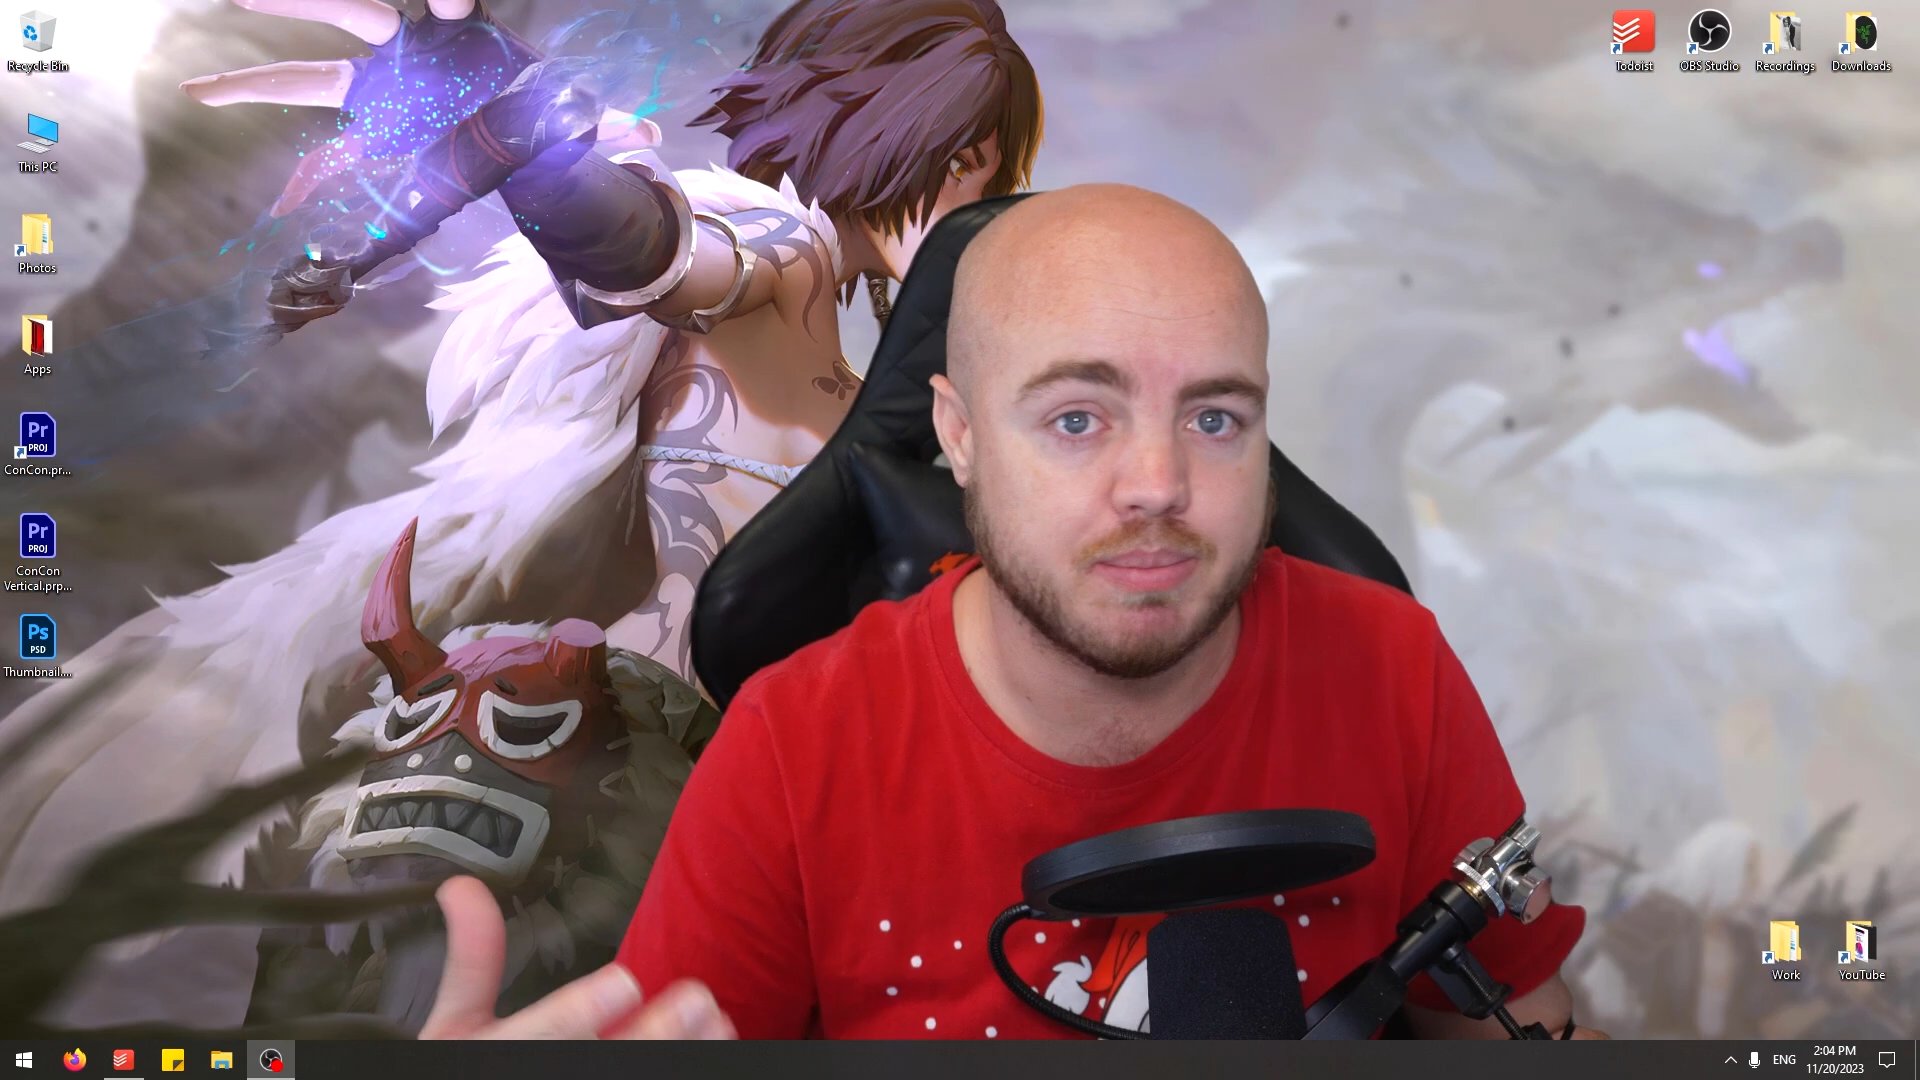 Recycle Bin
This PC
Photos
Apps
Pr
PROJ
ConCon.pr...
Pr
PROJ
ConCon
Vertical.prp...
Ps
PSD
Thumbnail....
Todoist
OBS Studio
Recordings
Downloads
Work
YouTube
ENG
2:04 PM
11/20/2023